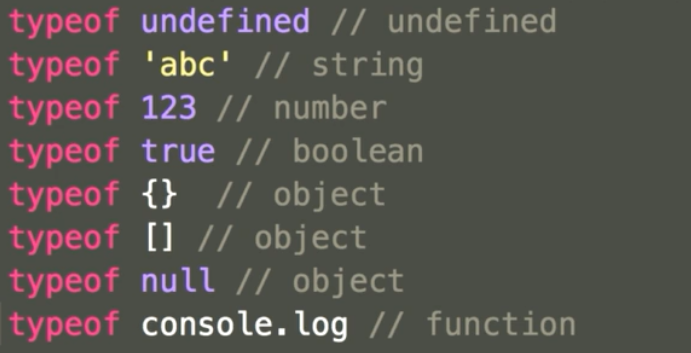 typeof undefined // undefined
typeof 'abc' // string
typeof 123 // number
typeof true // boolean
typeof {}  // object
typeof [] // object
typeof null // object
typeof console.log // function